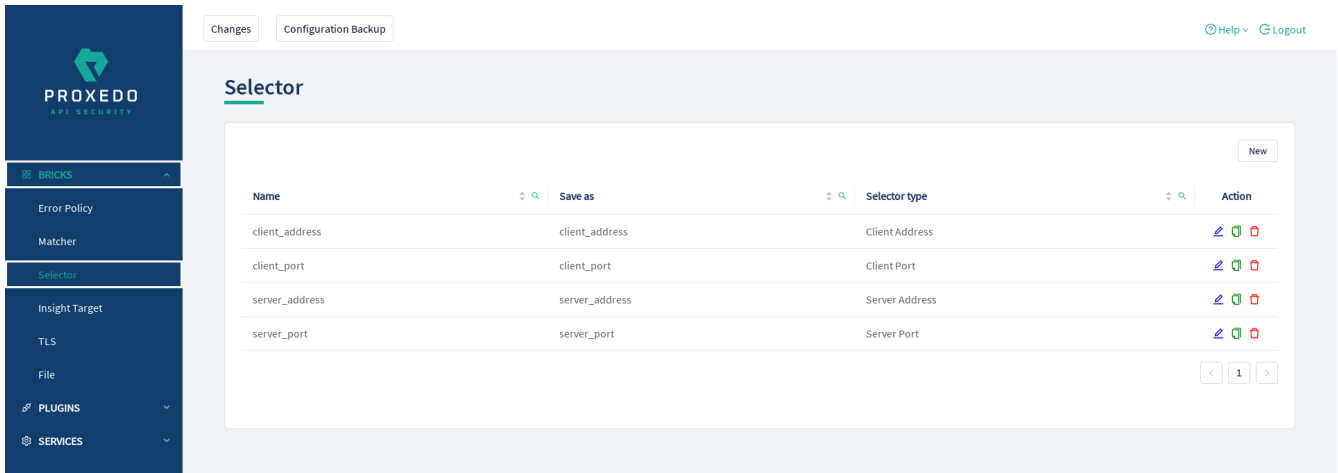 Changes Configuration Backup Help Logout
PROXEDO
API SECURITY
BRICKS
Error Policy
Matcher
Selector
Insight Target
TLS
File
PLUGINS
SERVICES
Selector
New
Name Save as Selector type Action
client_address client_address Client Address
client_port client_port Client Port
server_address server_address Server Address
server_port server_port Server Port
< 1 >